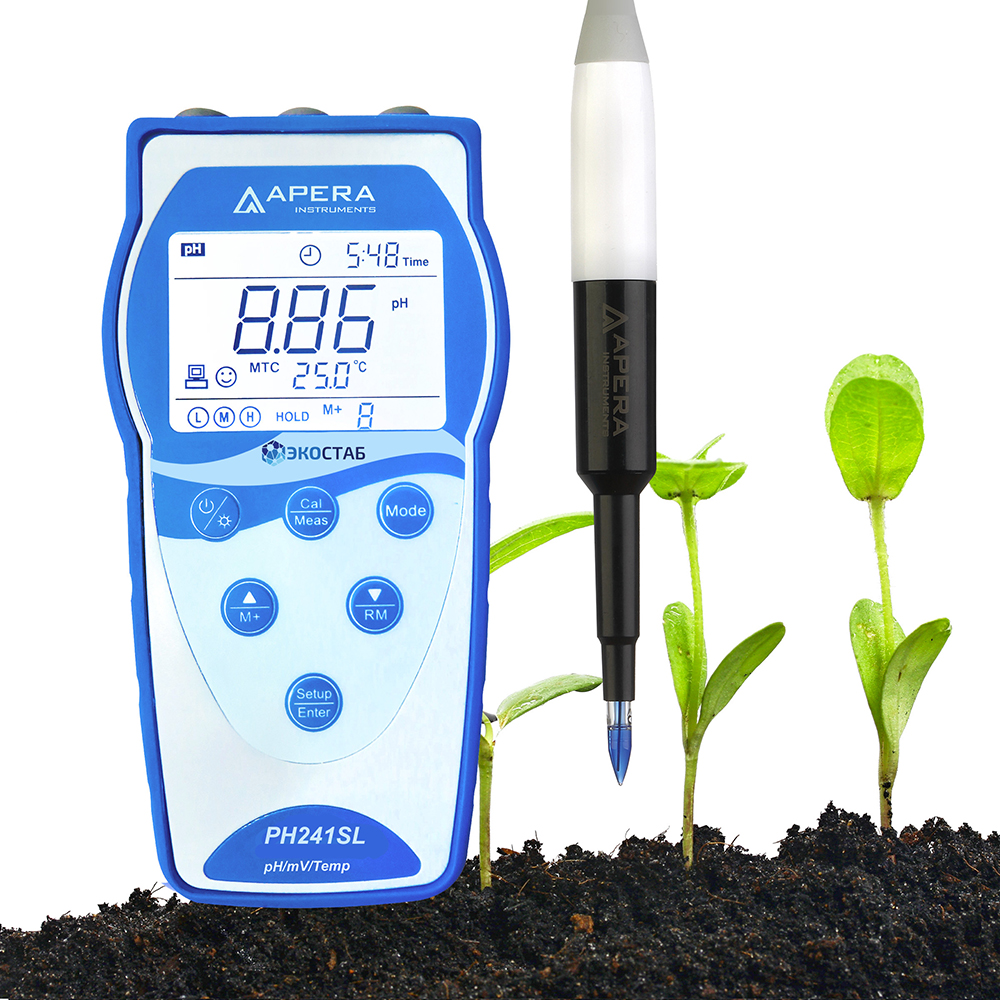 APERA
INSTRUMENTS
pH
5:48 Time
8.86 pH
MTC 25.0 °C
L M H HOLD M+ 8
ЭКОСТАБ
Cal
Meas
Mode
M+
RM
Setup
Enter
PH241SL
pH/mV/Temp
APERA
INSTRUMENTS